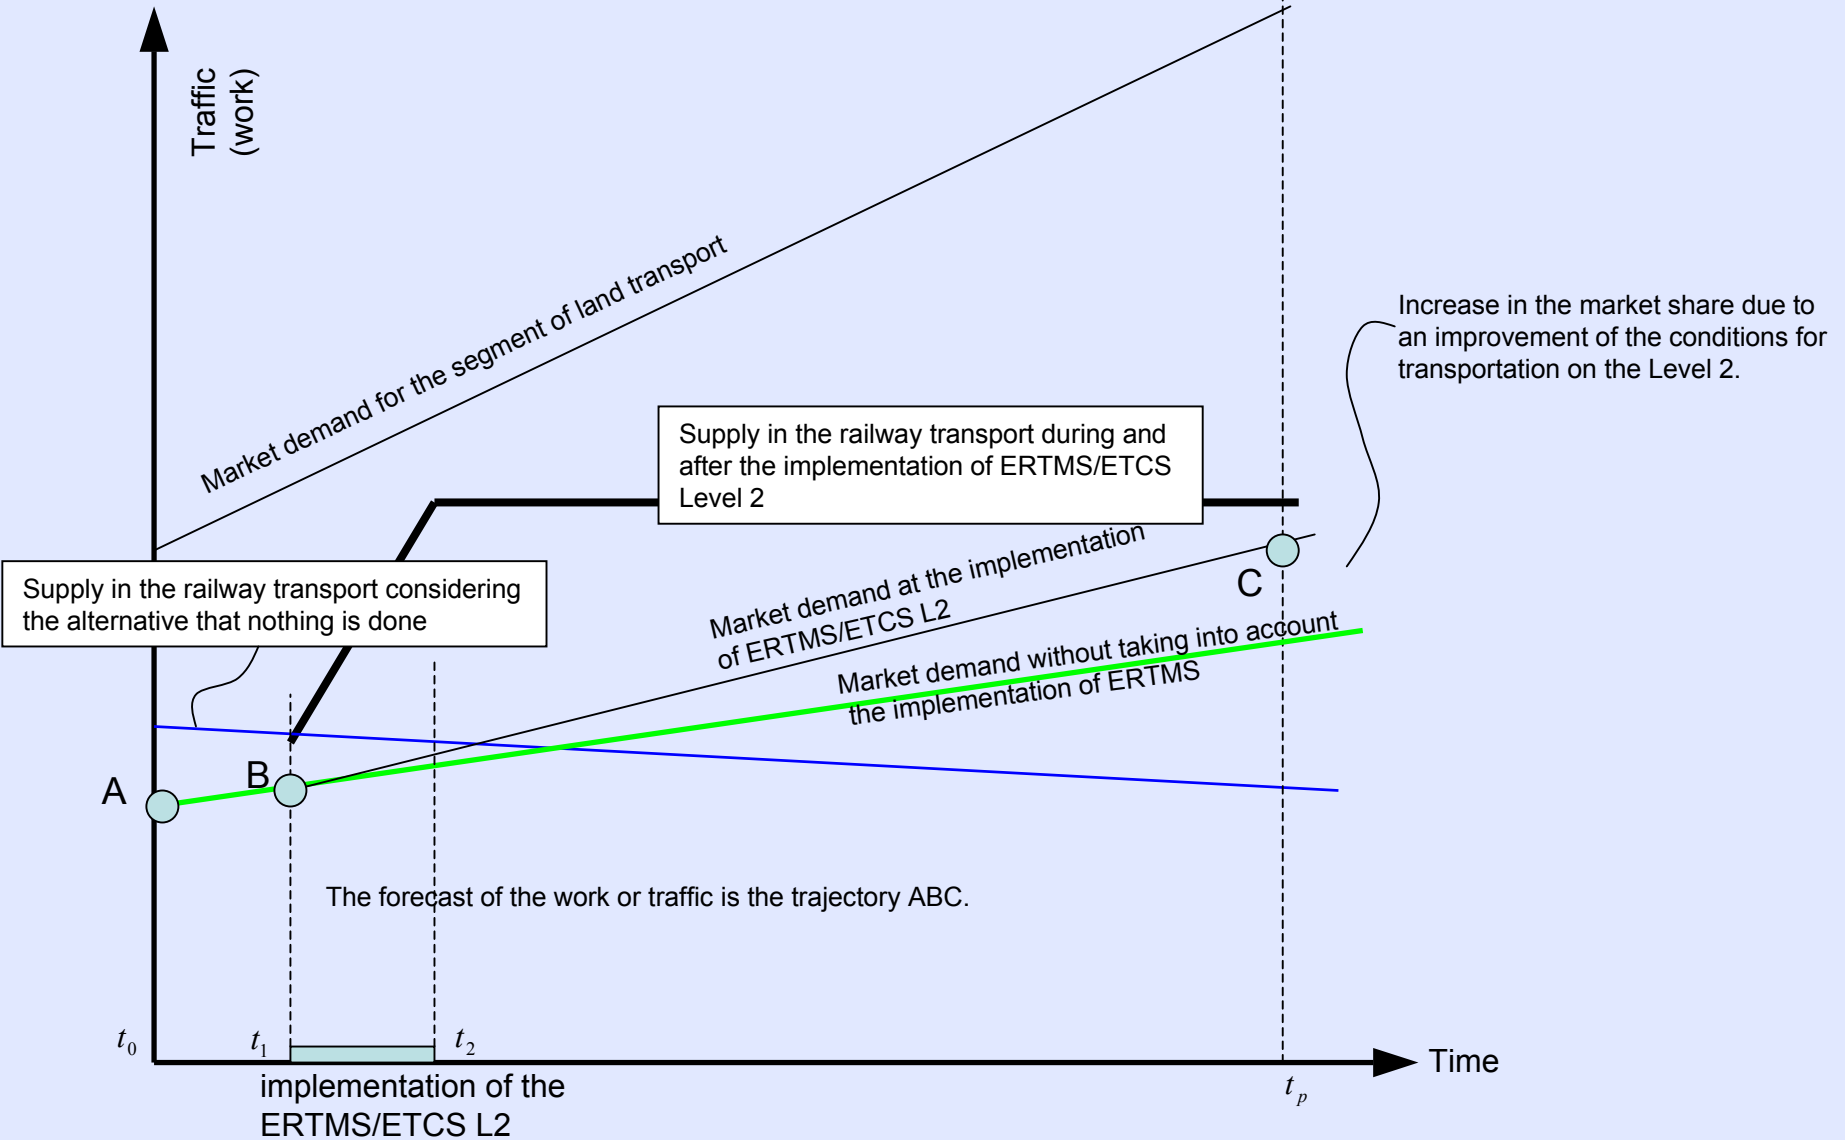 Traffic
(work)
Market demand for the segment of land transport
Increase in the market share due to
an improvement of the conditions for
transportation on the Level 2.
Supply in the railway transport during and
after the implementation of ERTMS/ETCS
Level 2
Supply in the railway transport considering
the alternative that nothing is done
Market demand at the implementation
of ERTMS/ETCS L2
C
Market demand without taking into account
the implementation of ERTMS
A
B
The forecast of the work or traffic is the trajectory ABC.
t0
t1
t2
Time
tp
implementation of the
ERTMS/ETCS L2